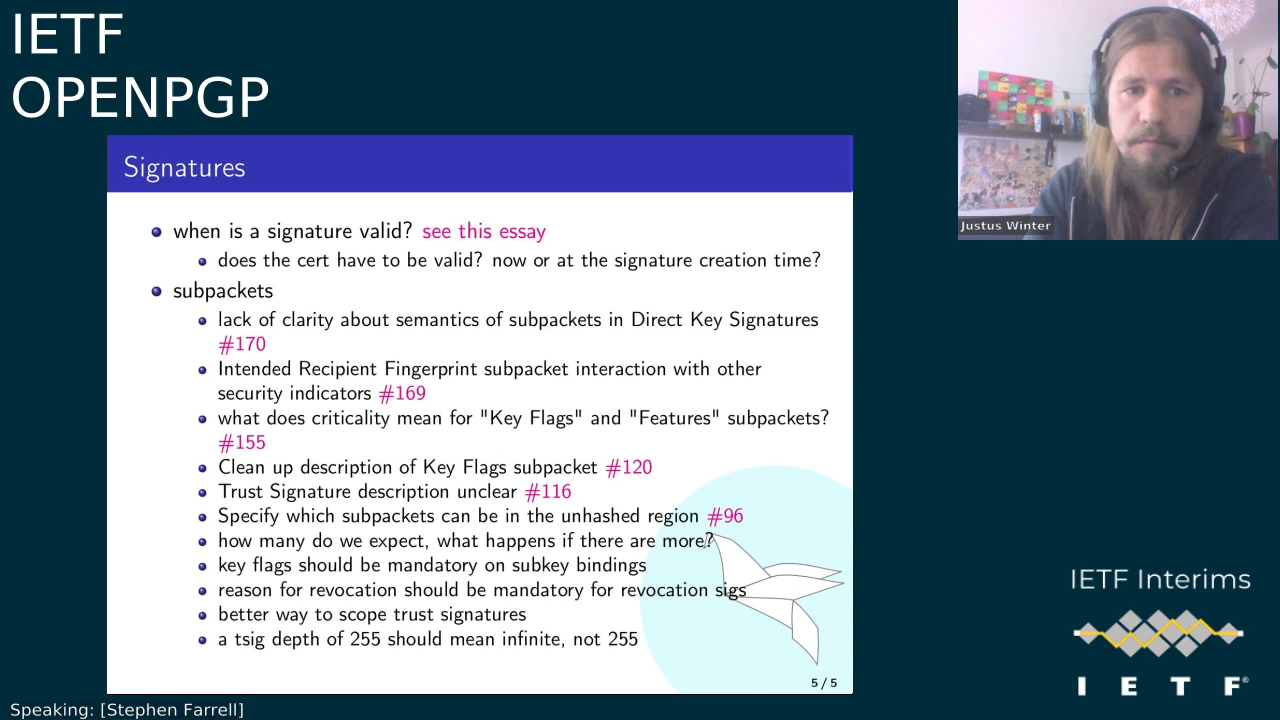 IETF
OPENPGP
Justus Winter
Signatures
when is a signature valid? see this essay
does the cert have to be valid? now or at the signature creation time?
subpackets
lack of clarity about semantics of subpackets in Direct Key Signatures
#170
Intended Recipient Fingerprint subpacket interaction with other
security indicators #169
what does criticality mean for "Key Flags" and "Features" subpackets?
#155
Clean up description of Key Flags subpacket #120
Trust Signature description unclear #116
Specify which subpackets can be in the unhashed region #96
how many do we expect, what happens if there are more?
key flags should be mandatory on subkey bindings
reason for revocation should be mandatory for revocation sigs
better way to scope trust signatures
a tsig depth of 255 should mean infinite, not 255
5 / 5
IETF Interims
I E T F®
Speaking: [Stephen Farrell]